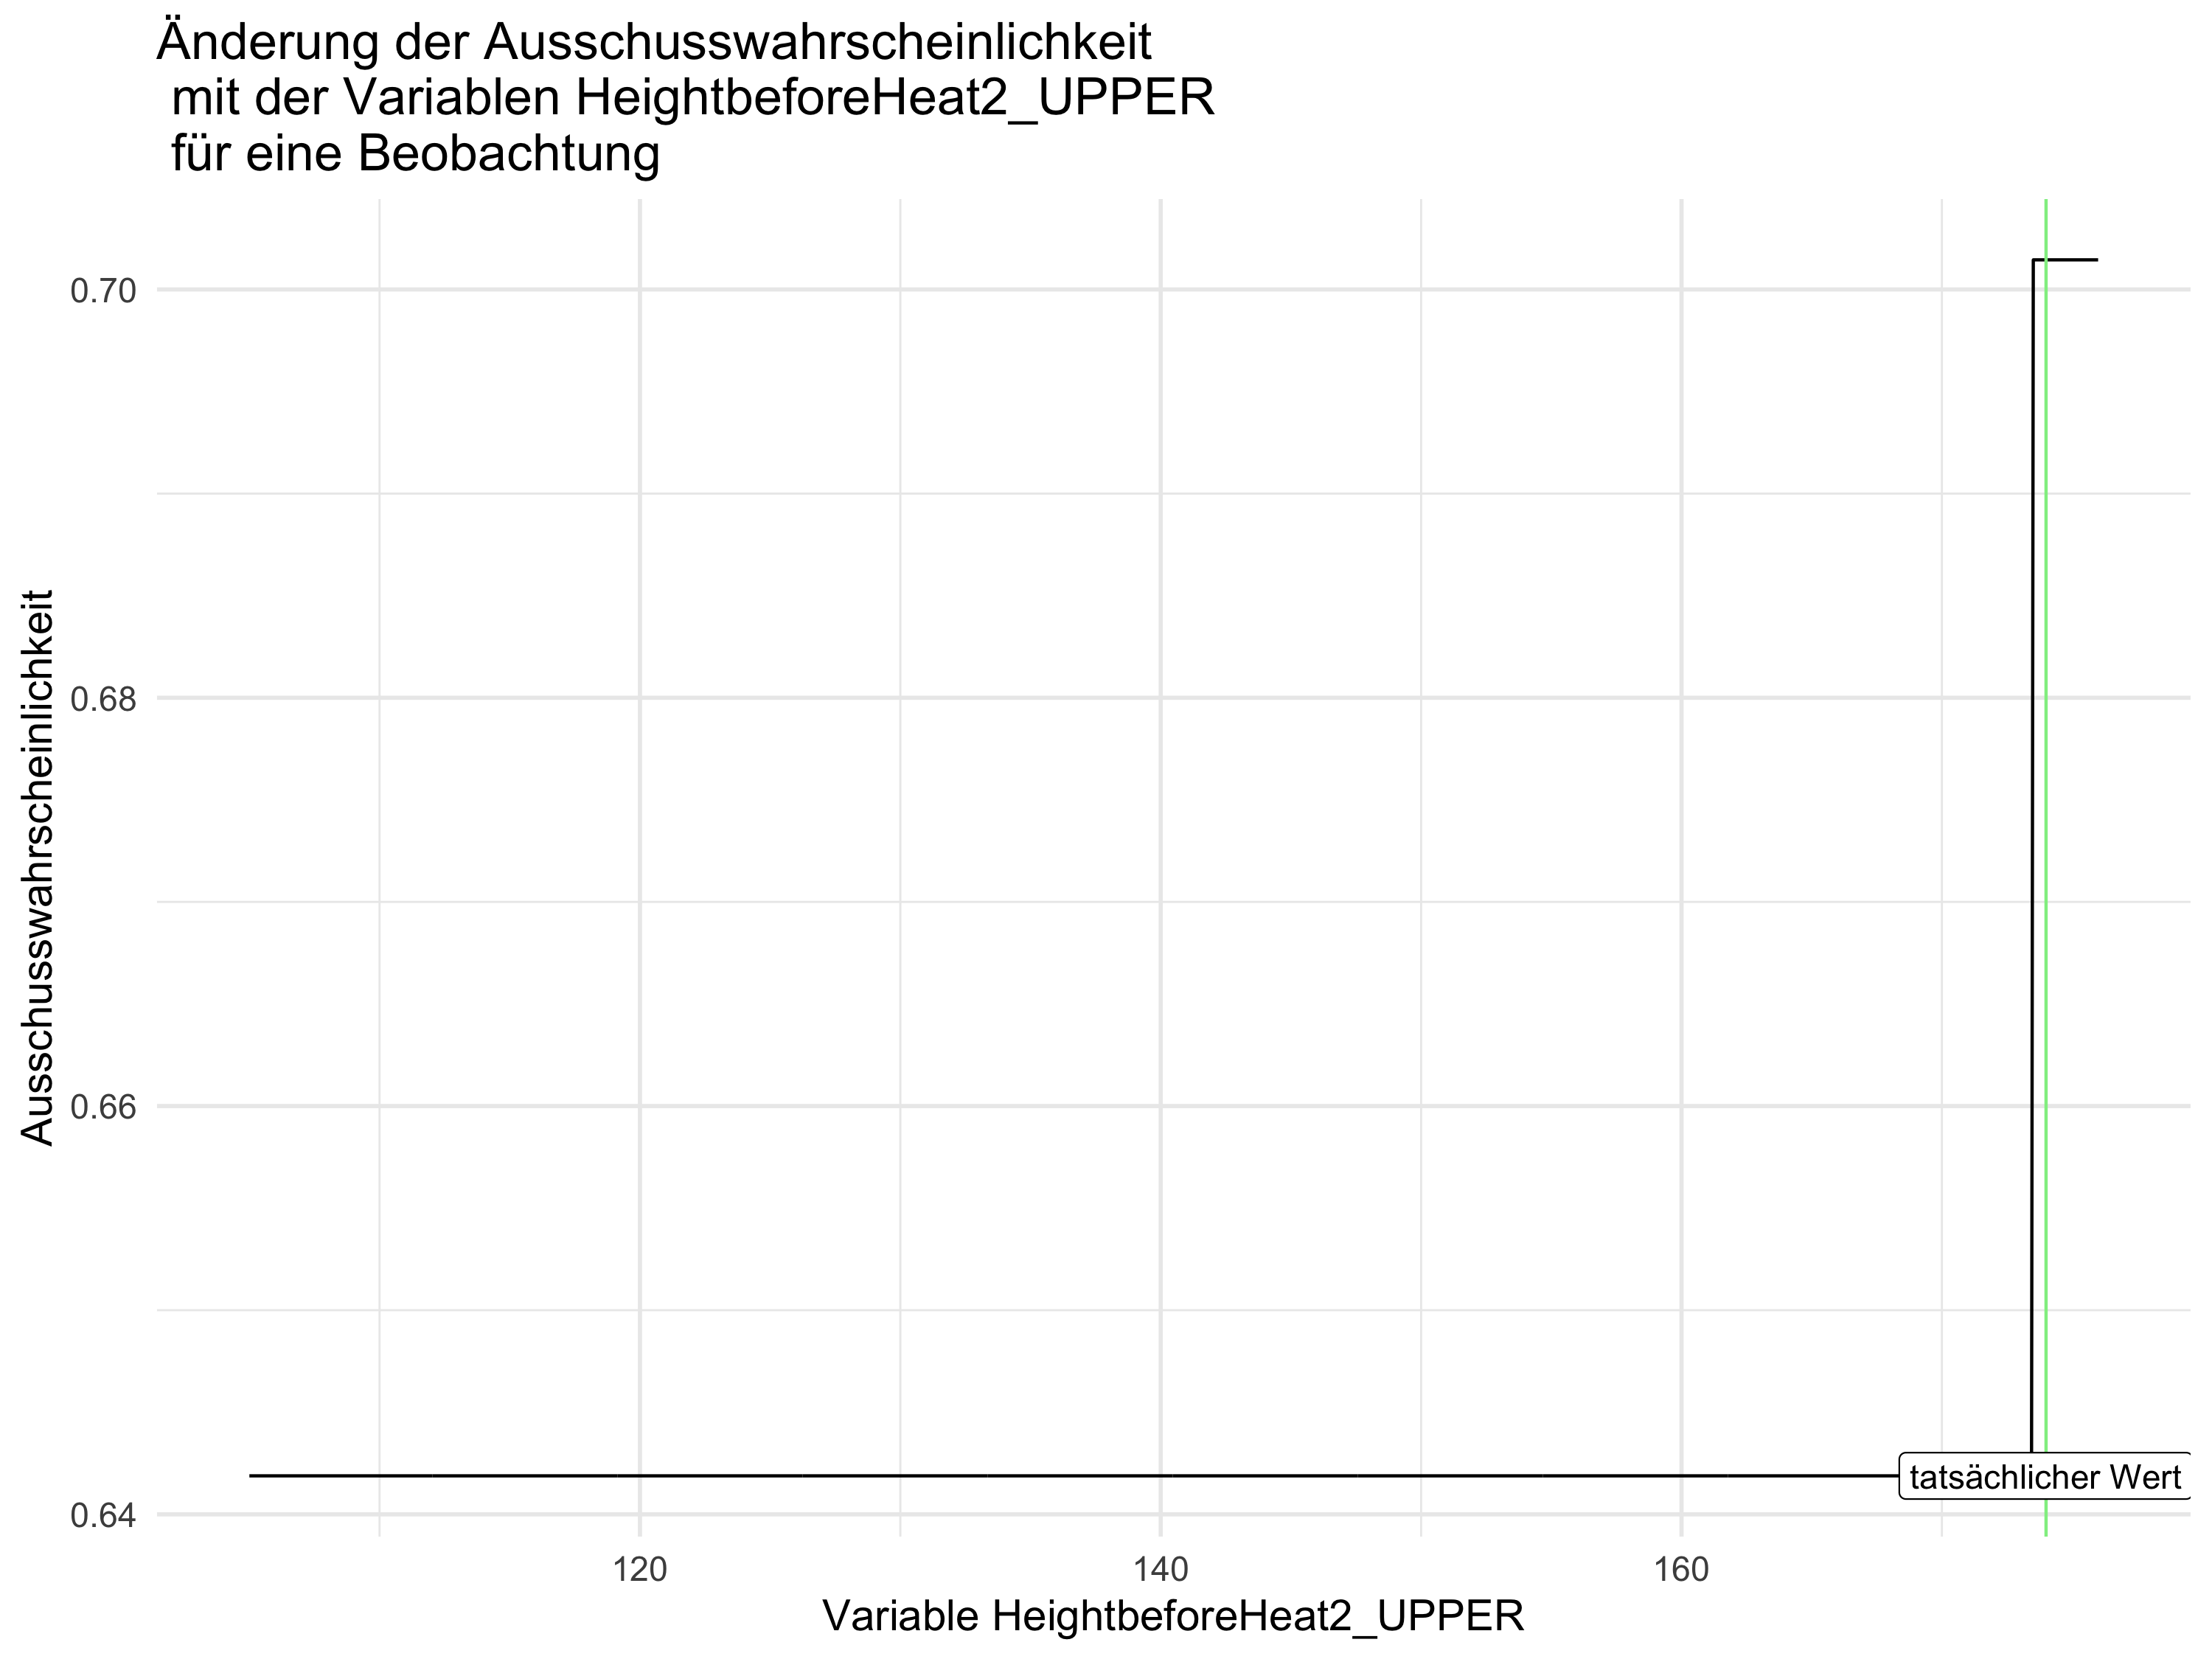 Änderung der Ausschusswahrscheinlichkeit
mit der Variablen HeightbeforeHeat2_UPPER
für eine Beobachtung
Ausschusswahrscheinlichkeit
0.70
0.68
0.66
0.64
tatsächlicher Wert
120
140
160
Variable HeightbeforeHeat2_UPPER